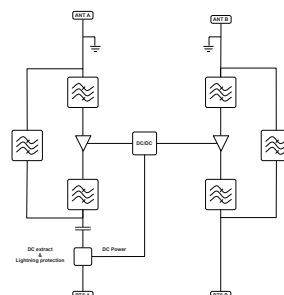 ANT A
ANT B
DC/DC
DC extract
&
Lightning protection
DC Power